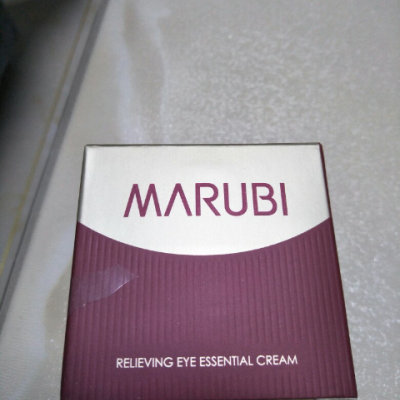 MARUBI
RELIEVING EYE ESSENTIAL CREAM